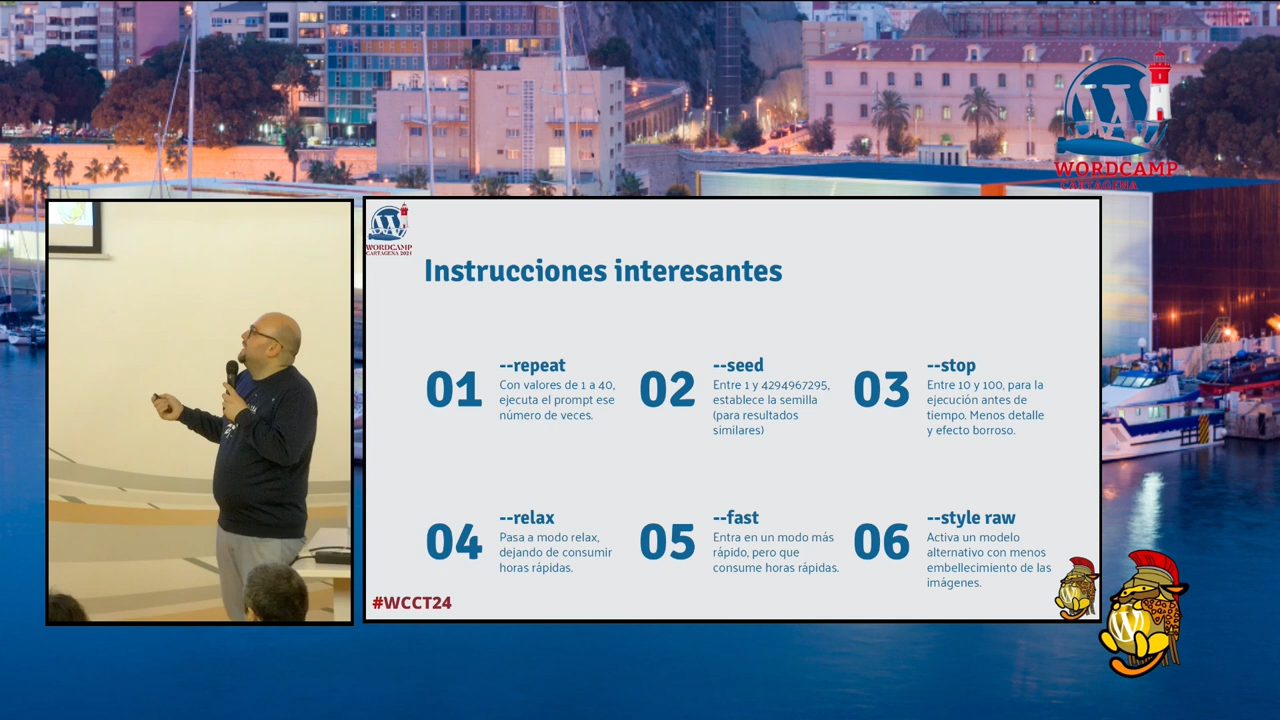 WORDCAMP
CARTAGENA
WORDCAMP
CARTAGENA 2024
Instrucciones interesantes
01
--repeat
Con valores de 1 a 40,
ejecuta el prompt ese
número de veces.
02
--seed
Entre 1 y 4294967295,
establece la semilla
(para resultados
similares)
03
--stop
Entre 10 y 100, para la
ejecución antes de
tiempo. Menos detalle
y efecto borroso.
04
--relax
Pasa a modo relax,
dejando de consumir
horas rápidas.
05
--fast
Entra en un modo más
rápido, pero que
consume horas rápidas.
06
--style raw
Activa un modelo
alternativo con menos
embellecimiento de las
imágenes.
#WCCT24